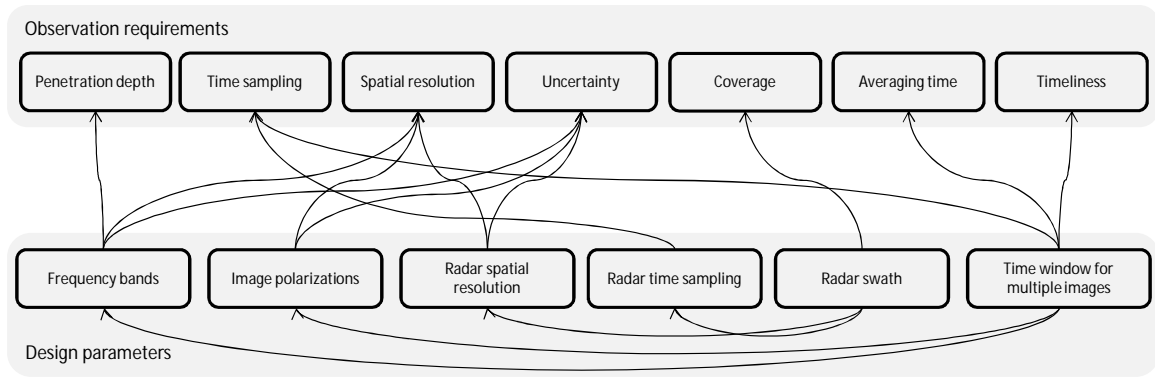 Observation requirements
Penetration depth
Time sampling
Spatial resolution
Uncertainty
Coverage
Averaging time
Timeliness
Frequency bands
Image polarizations
Radar spatial
resolution
Radar time sampling
Radar swath
Time window for
multiple images
Design parameters